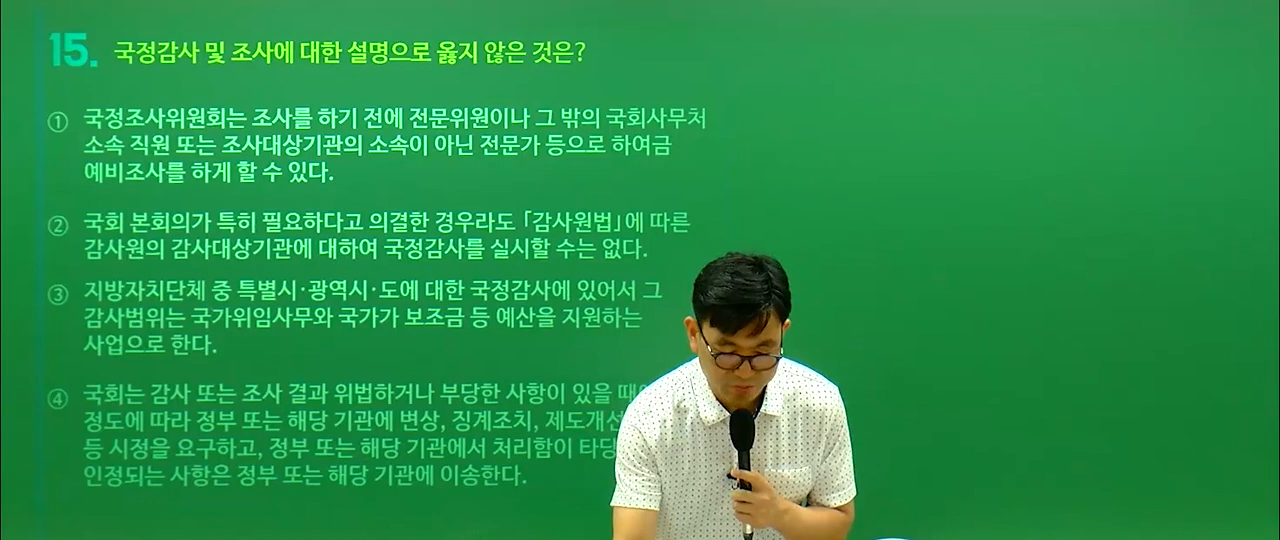 15. 국정감사 및 조사에 대한 설명으로 옳지 않은 것은?
① 국정조사위원회는 조사를 하기 전에 전문위원이나 그 밖의 국회사무처
소속 직원 또는 조사대상기관의 소속이 아닌 전문가 등으로 하여금
예비조사를 하게 할 수 있다.
② 국회 본회의가 특히 필요하다고 의결한 경우라도 「감사원법」에 따른
감사원의 감사대상기관에 대하여 국정감사를 실시할 수는 없다.
③ 지방자치단체 중 특별시·광역시·도에 대한 국정감사에 있어서 그
감사범위는 국가위임사무와 국가가 보조금 등 예산을 지원하는
사업으로 한다.
④ 국회는 감사 또는 조사 결과 위법하거나 부당한 사항이 있을
정도에 따라 정부 또는 해당 기관에 변상, 징계조치,
등 시정을 요구하고, 정부 또는 해당 기관에서 처리함이
인정되는 사항은 정부 또는 해당 기관에 이송한다.